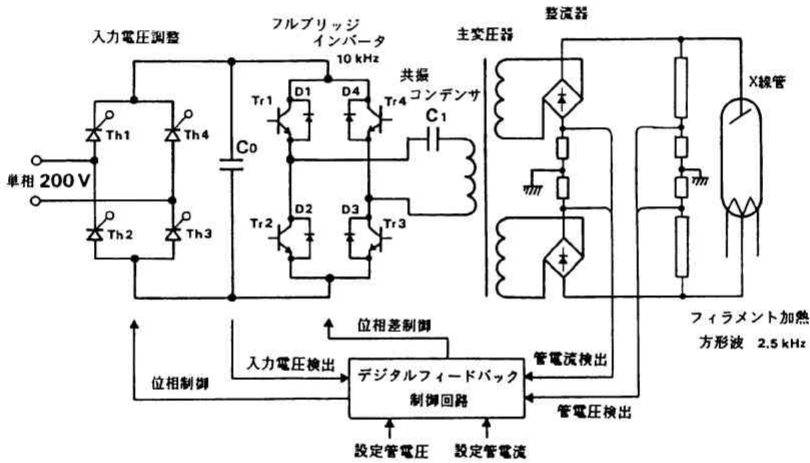 入力電圧調整
フルブリッジ
インバータ
10 kHz
主変圧器
整流器
共振
コンデンサ
X線管
Th1
Th4
Th2
Th3
単相 200 V
C0
Tr1
D1
D4
Tr4
C1
Tr2
D2
D3
Tr3
フィラメント加熱
方形波 2.5 kHz
位相差制御
入力電圧検出
位相制御
デジタルフィードバック
制御回路
管電流検出
管電圧検出
設定管電圧
設定管電流